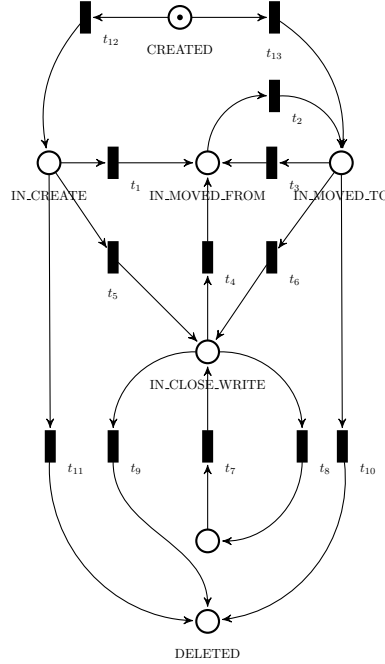 t12
CREATED
t13
t2
IN_CREATE
t1
IN_MOVED_FROM
t3
IN_MOVED_TO
t5
t4
t6
IN_CLOSE_WRITE
t11
t9
t7
t8
t10
DELETED